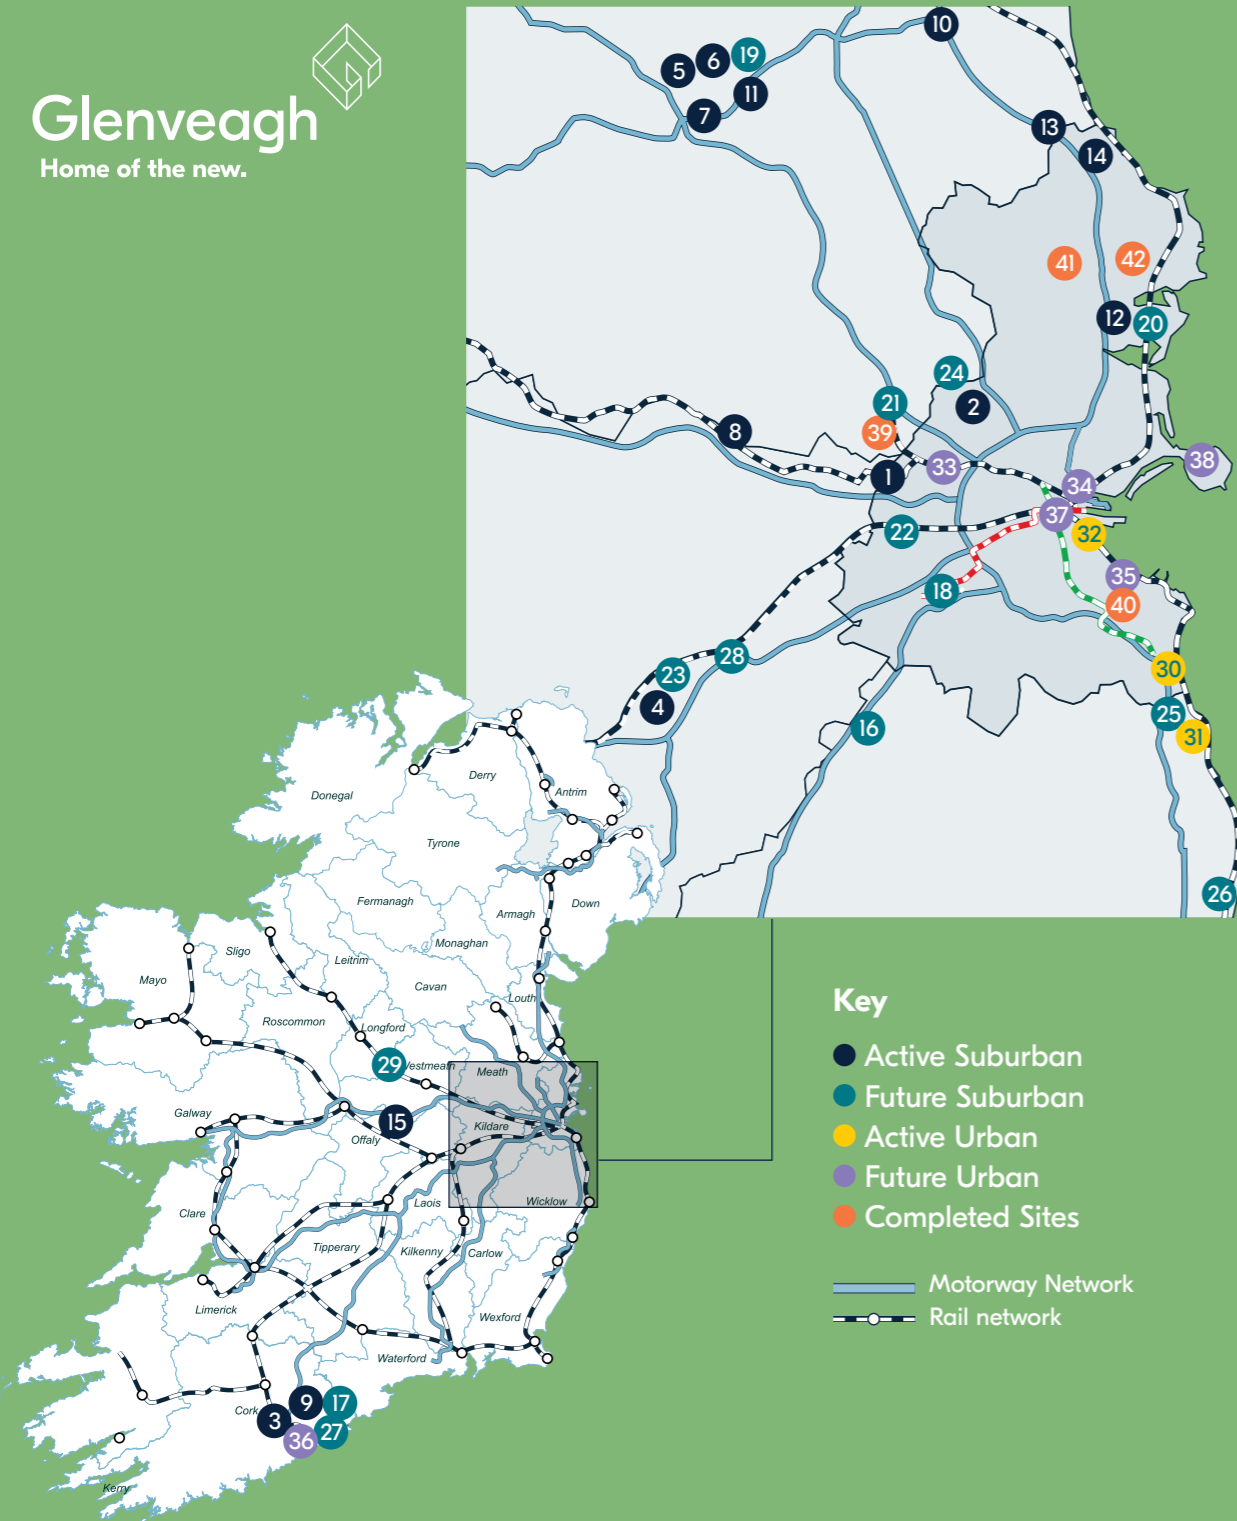 Glenveagh
Home of the new.
10
5
6
19
11
7
13
14
41
42
12
20
24
2
21
39
8
33
1
38
34
37
22
32
35
18
40
28
30
23
4
25
16
31
26
Donegal
Derry
Antrim
Tyrone
Fermanagh
Armagh
Down
Monaghan
Sligo
Leitrim
Cavan
Mayo
Louth
Roscommon
Longford
29
Westmeath
Meath
Galway
15
Offaly
Kildare
Clare
Laois
Wicklow
Tipperary
Kilkenny
Carlow
Limerick
Wexford
Waterford
Cork
9
17
3
36
27
Kerry
Key
Active Suburban
Future Suburban
Active Urban
Future Urban
Completed Sites
Motorway Network
Rail network